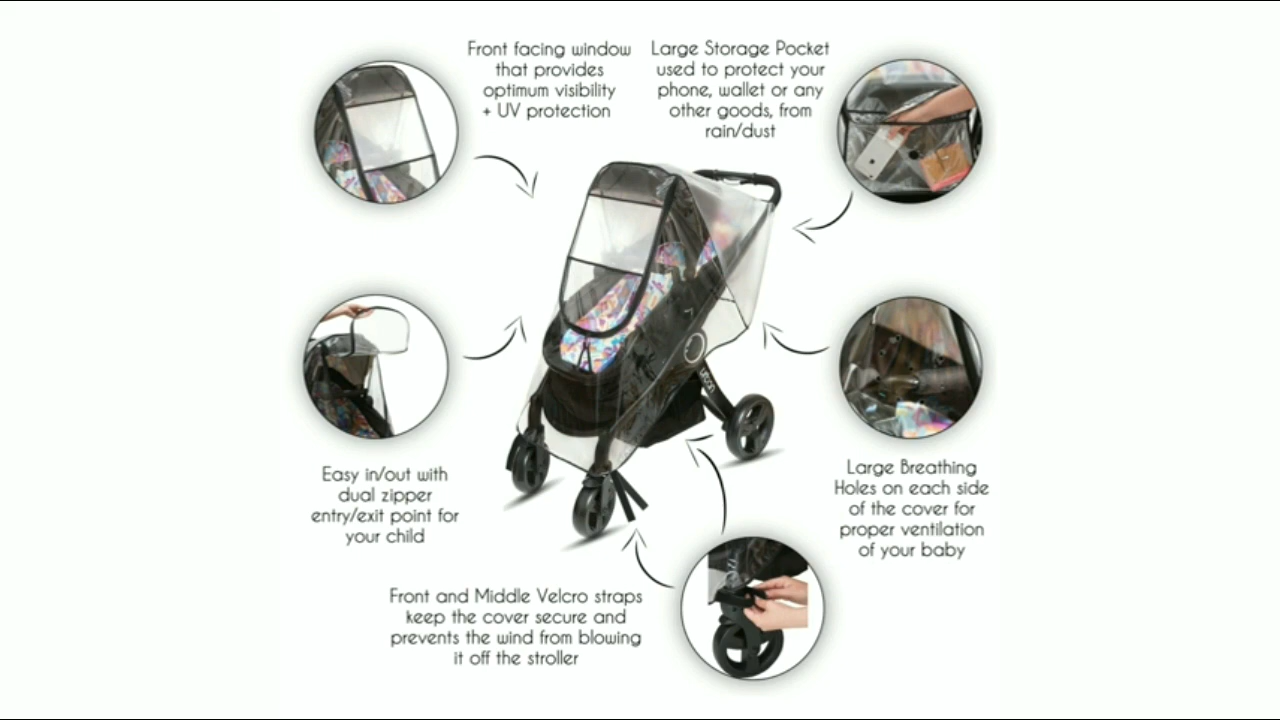 Front facing window
that provides
optimum visibility
+ UV protection
Large Storage Pocket
used to protect your
phone, wallet or any
other goods, from
rain/dust
Easy in/out with
dual zipper
entry/exit point for
your child
Large Breathing
Holes on each side
of the cover for
proper ventilation
of your baby
Front and Middle Velcro straps
keep the cover secure and
prevents the wind from blowing
it off the stroller